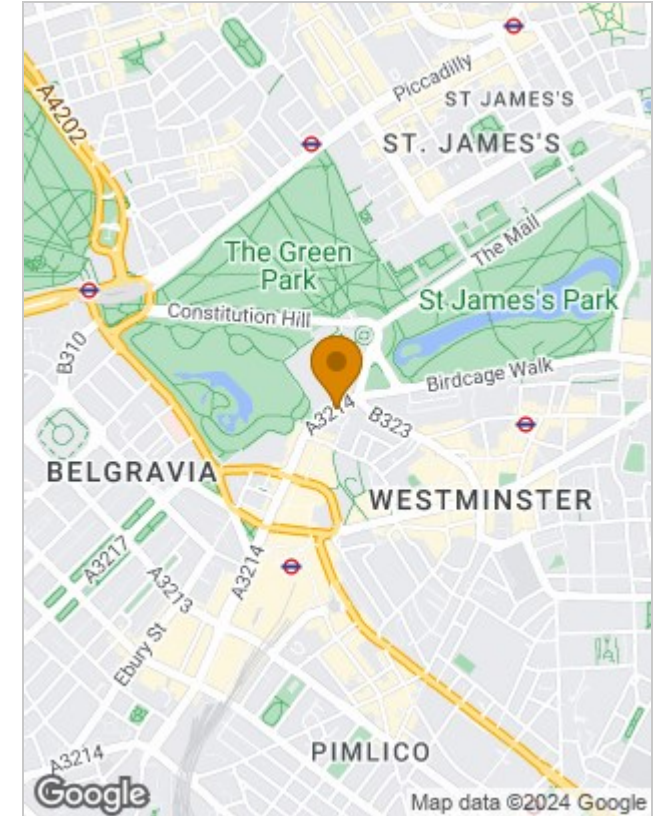 A4202
Piccadilly
ST JAMES'S
ST. JAMES'S
The Green
Park
The Mall
Constitution Hill
St James's Park
B310
Birdcage Walk
A3214
B323
BELGRAVIA
WESTMINSTER
A3217
A3213
A3214
Ebury St
A3214
PIMLICO
Google
Map data ©2024 Google